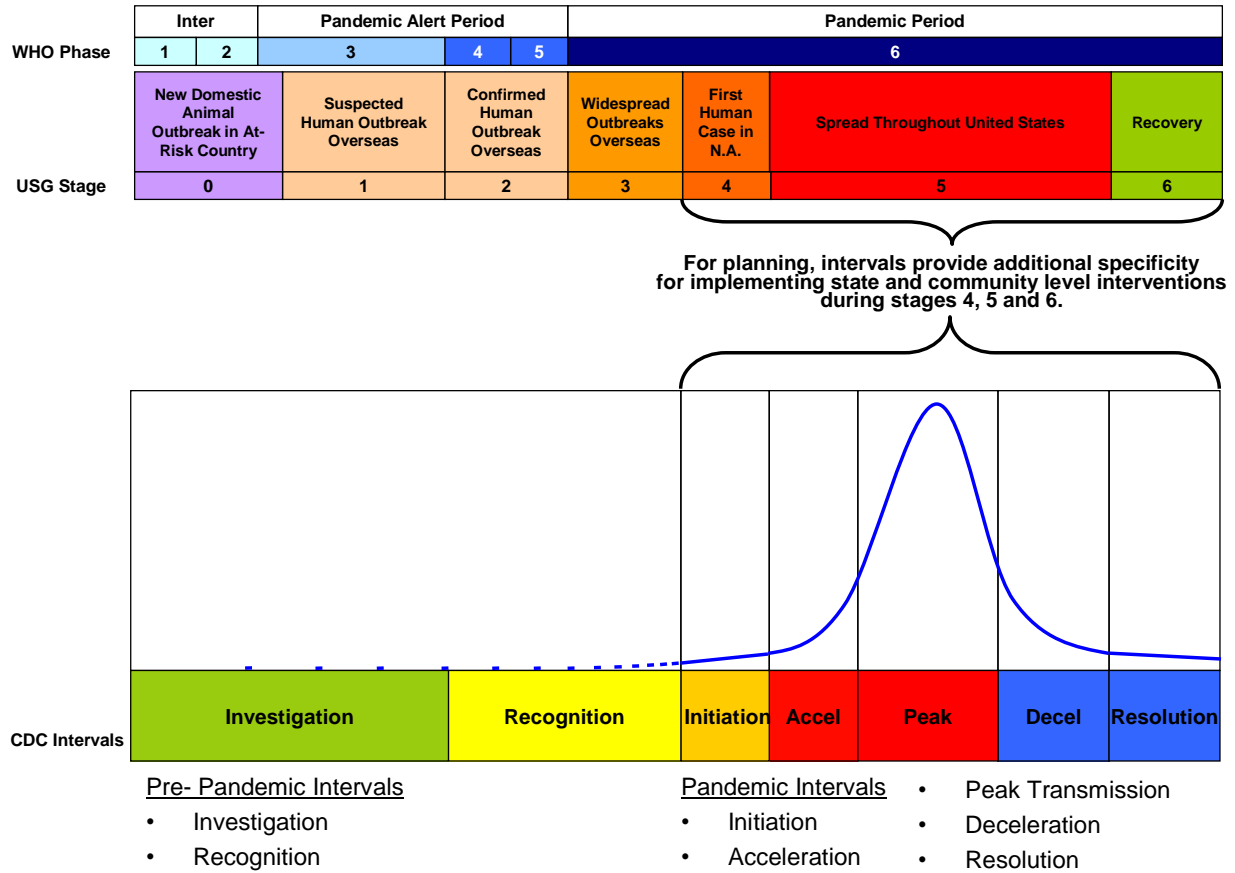 Inter
Pandemic Alert Period
Pandemic Period
WHO Phase
1
2
3
4
5
6
New Domestic
Animal
Outbreak in At-
Risk Country
Suspected
Human Outbreak
Overseas
Confirmed
Human
Outbreak
Overseas
Widespread
Outbreaks
Overseas
First
Human
Case in
N.A.
Spread Throughout United States
Recovery
USG Stage
0
1
2
3
4
5
6
For planning, intervals provide additional specificity
for implementing state and community level interventions
during stages 4, 5 and 6.
CDC Intervals
Investigation
Recognition
Initiation
Accel
Peak
Decel
Resolution
Pre- Pandemic Intervals
• Investigation
• Recognition
Pandemic Intervals
• Initiation
• Acceleration
• Peak Transmission
• Deceleration
• Resolution